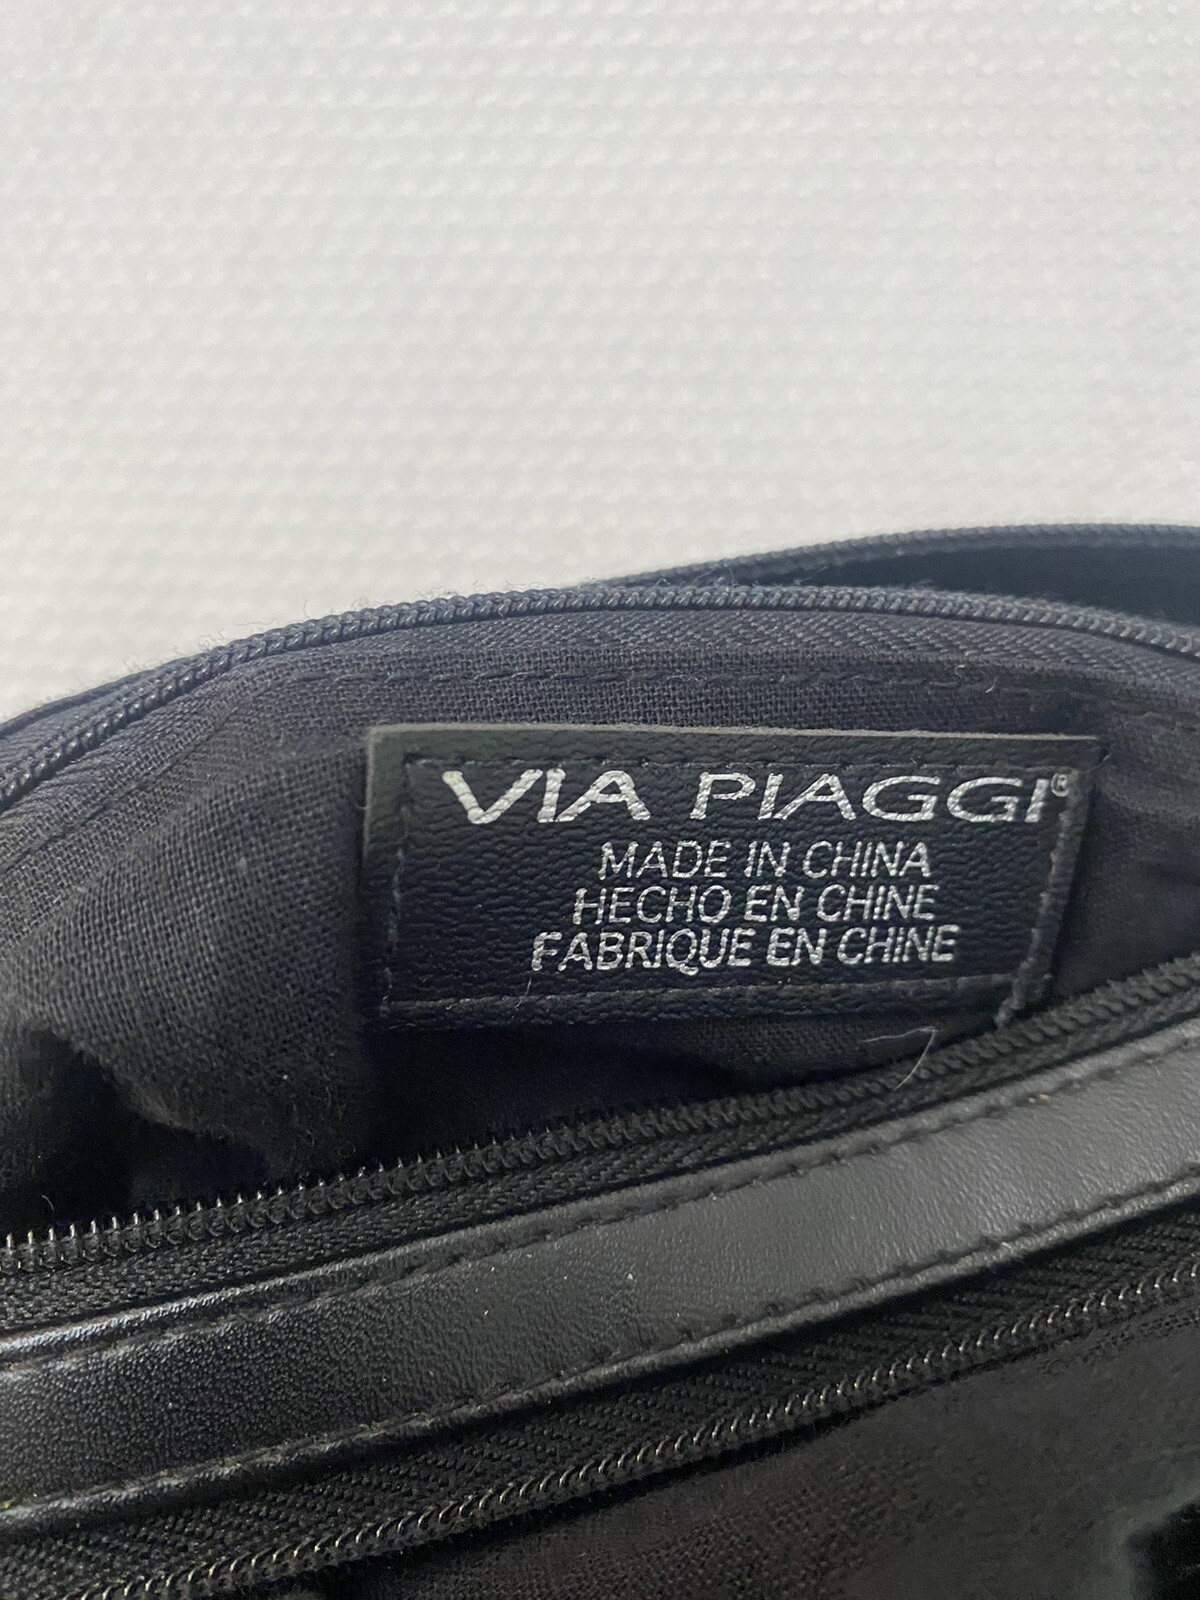 VIA PIAGGI®
MADE IN CHINA
HECHO EN CHINE
FABRIQUE EN CHINE